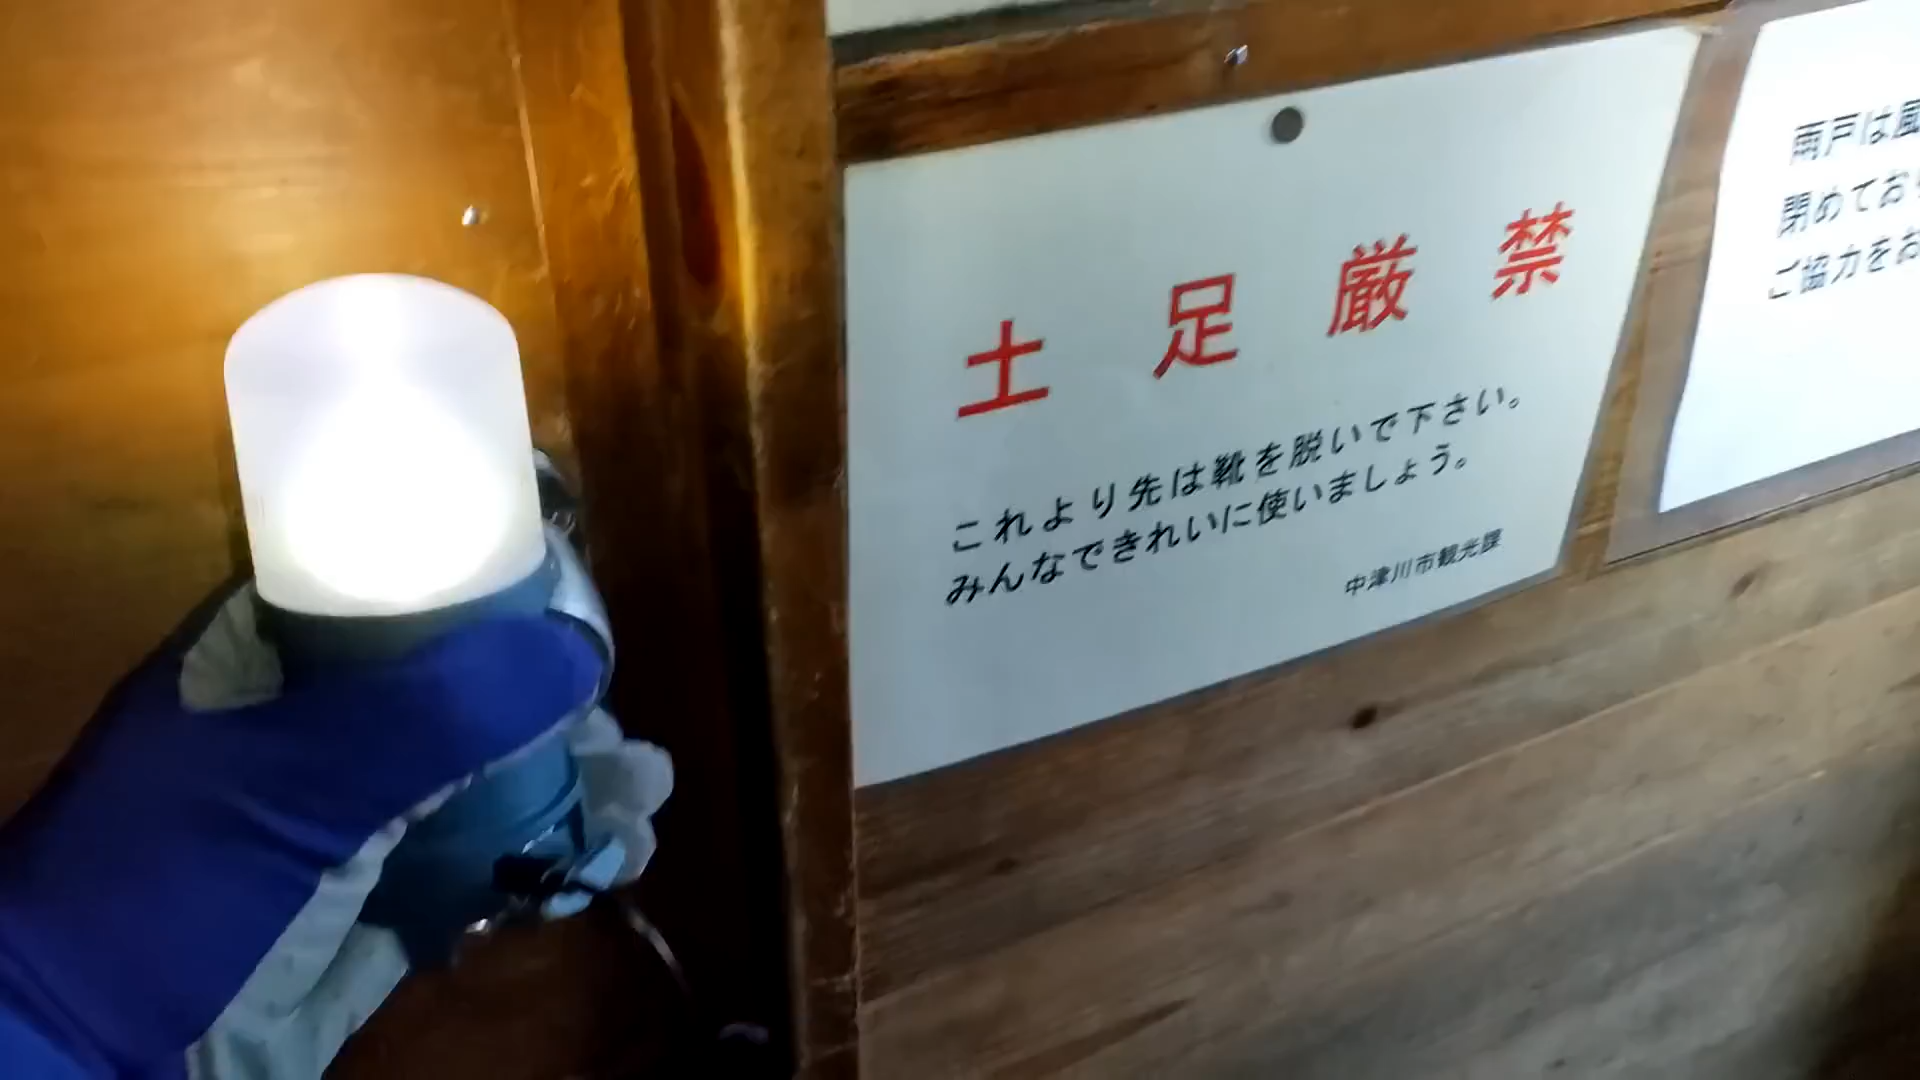 土足厳禁
これより先は靴を脱いで下さい。
みんなできれいに使いましょう。
中津川市観光課
雨戸は風
閉めており
ご協力をお